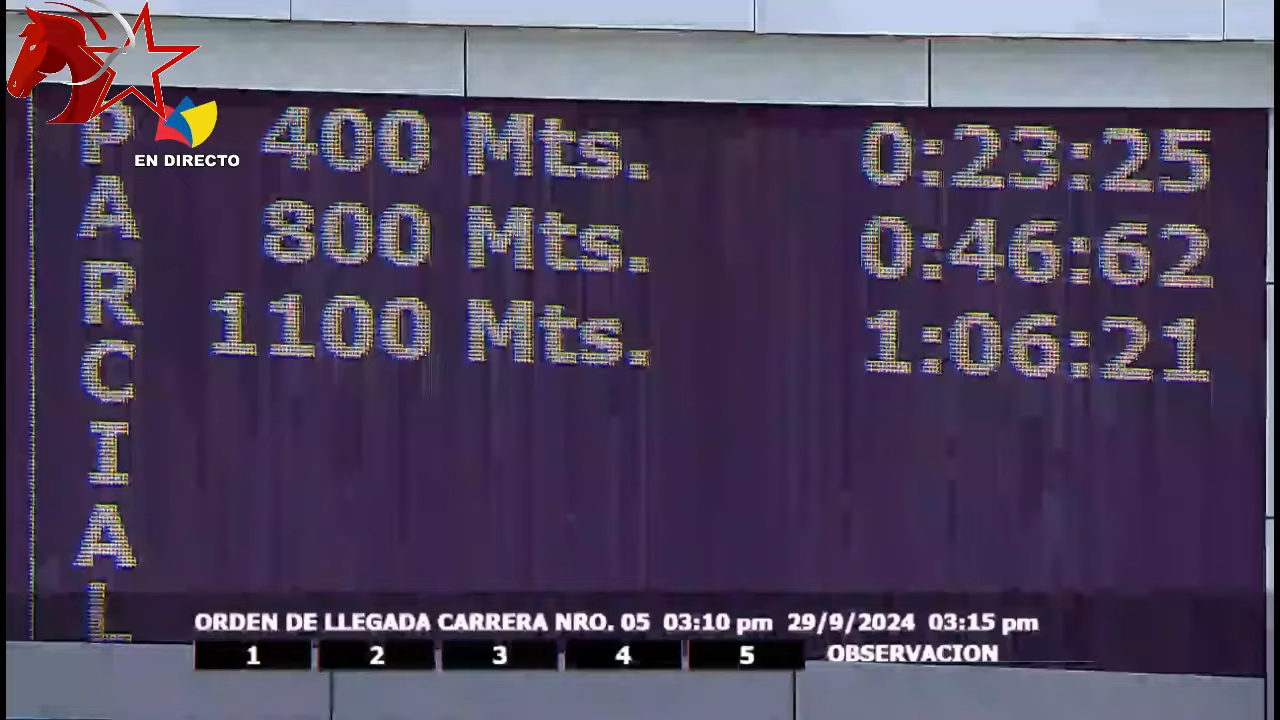 PARCIAL
400 Mts. 0:23:25
800 Mts. 0:46:62
1100 Mts. 1:06:21
EN DIRECTO
ORDEN DE LLEGADA CARRERA NRO. 05 03:10 pm 29/9/2024 03:15 pm
1 2 3 4 5 OBSERVACION